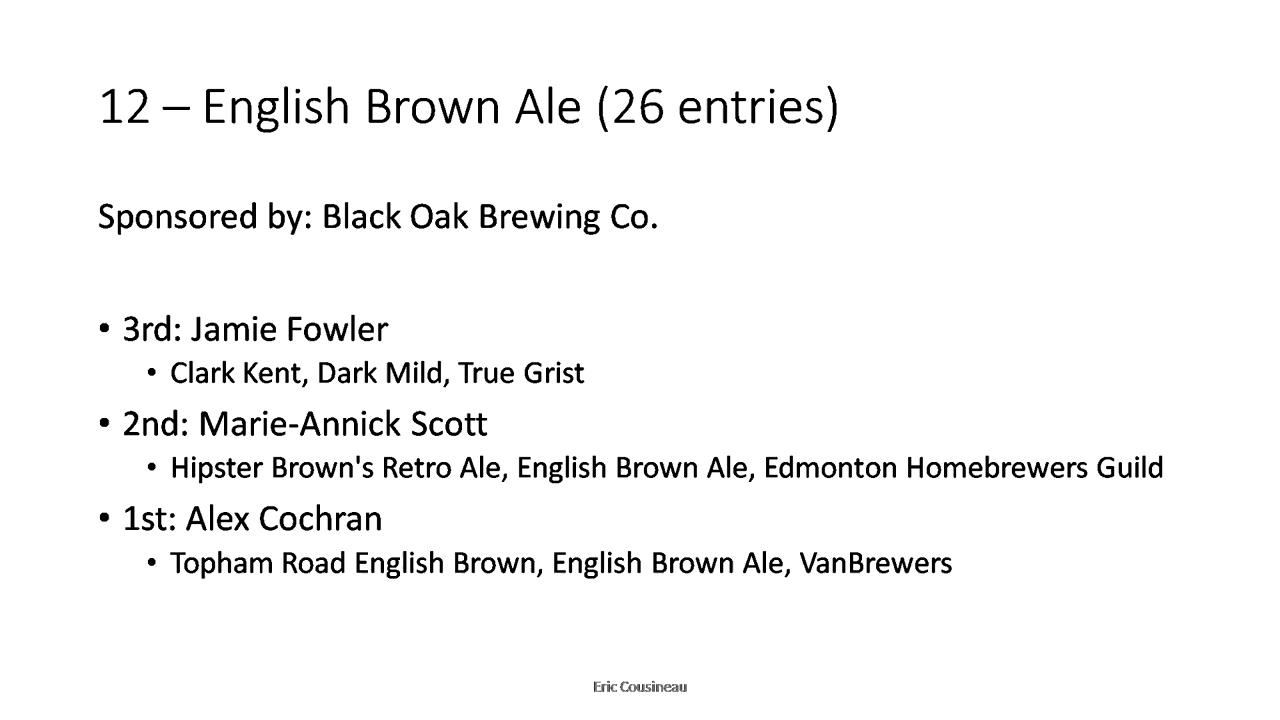 12 – English Brown Ale (26 entries)
Sponsored by: Black Oak Brewing Co.
• 3rd: Jamie Fowler
• Clark Kent, Dark Mild, True Grist
• 2nd: Marie-Annick Scott
• Hipster Brown's Retro Ale, English Brown Ale, Edmonton Homebrewers Guild
• 1st: Alex Cochran
• Topham Road English Brown, English Brown Ale, VanBrewers
Eric Cousineau